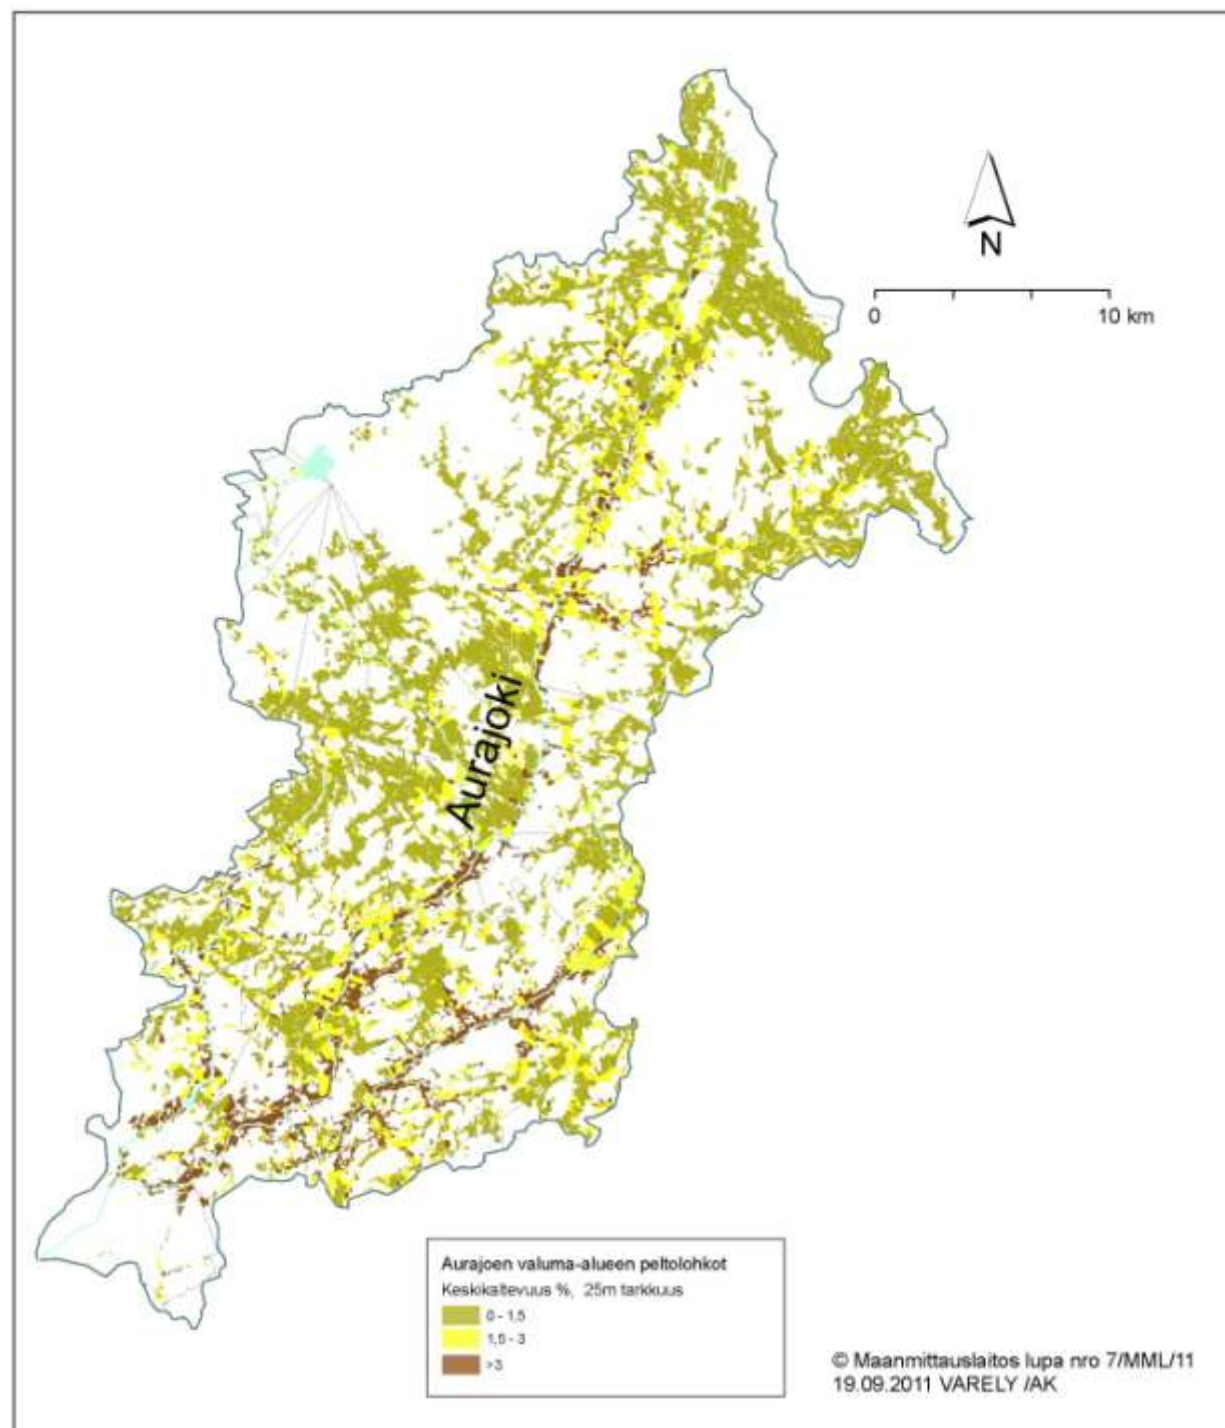 N
0 10 km
Aurajoki
Aurajoen valuma-alueen peltolohkot
Keskikaltevuus %, 25m tarkkuus
0 - 1,5
1,5 - 3
>3
© Maanmittauslaitos lupa nro 7/MML/11
19.09.2011 VARELY /AK